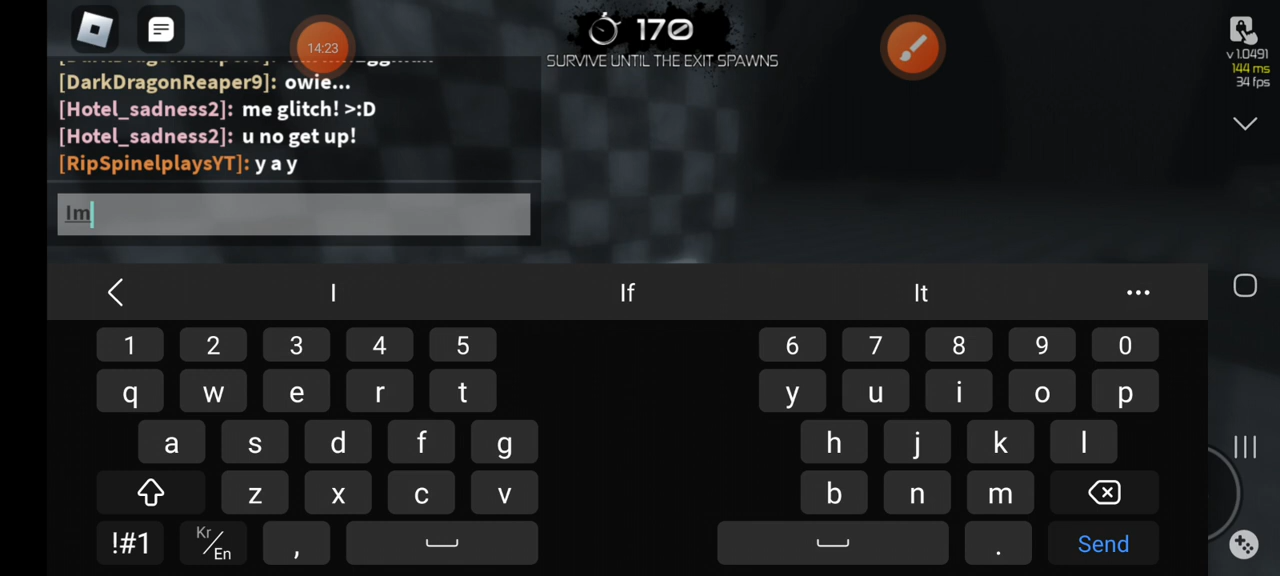 14:23
170
SURVIVE UNTIL THE EXIT SPAWNS
v 1.0491
144 ms
34 fps
[DarkDragonReaper9]: owie...
[Hotel_sadness2]: me glitch! >:D
[Hotel_sadness2]: u no get up!
[RipSpinelplaysYT]: y a y
Im
I If It ...
1 2 3 4 5 6 7 8 9 0
q w e r t y u i o p
a s d f g h j k l
z x c v b n m
!#1 Kr/En , . Send